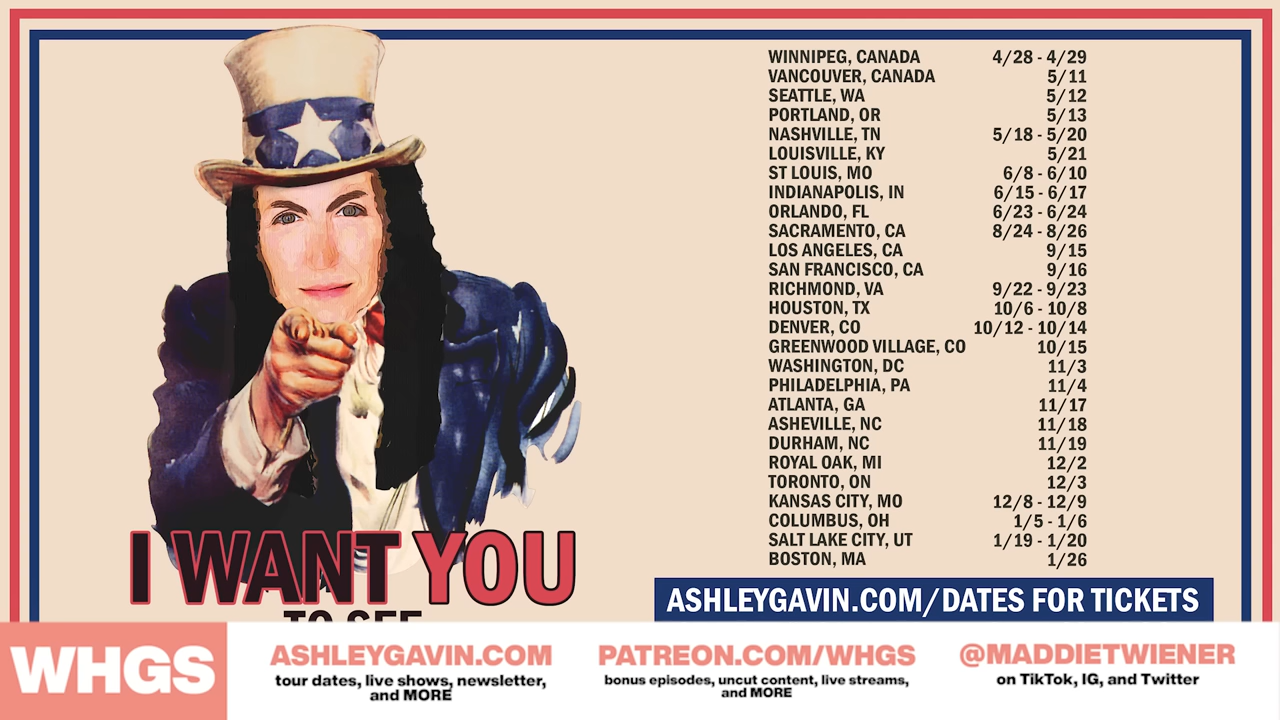 WINNIPEG, CANADA 4/28 - 4/29
VANCOUVER, CANADA 5/11
SEATTLE, WA 5/12
PORTLAND, OR 5/13
NASHVILLE, TN 5/18 - 5/20
LOUISVILLE, KY 5/21
ST LOUIS, MO 6/8 - 6/10
INDIANAPOLIS, IN 6/15 - 6/17
ORLANDO, FL 6/23 - 6/24
SACRAMENTO, CA 8/24 - 8/26
LOS ANGELES, CA 9/15
SAN FRANCISCO, CA 9/16
RICHMOND, VA 9/22 - 9/23
HOUSTON, TX 10/6 - 10/8
DENVER, CO 10/12 - 10/14
GREENWOOD VILLAGE, CO 10/15
WASHINGTON, DC 11/3
PHILADELPHIA, PA 11/4
ATLANTA, GA 11/17
ASHEVILLE, NC 11/18
DURHAM, NC 11/19
ROYAL OAK, MI 12/2
TORONTO, ON 12/3
KANSAS CITY, MO 12/8 - 12/9
COLUMBUS, OH 1/5 - 1/6
SALT LAKE CITY, UT 1/19 - 1/20
BOSTON, MA 1/26
I WANT YOU
TO SEE
ASHLEYGAVIN.COM/DATES FOR TICKETS
WHGS
ASHLEYGAVIN.COM
tour dates, live shows, newsletter,
and MORE
PATREON.COM/WHGS
bonus episodes, uncut content, live streams,
and MORE
@MADDIETWIENER
on TikTok, IG, and Twitter